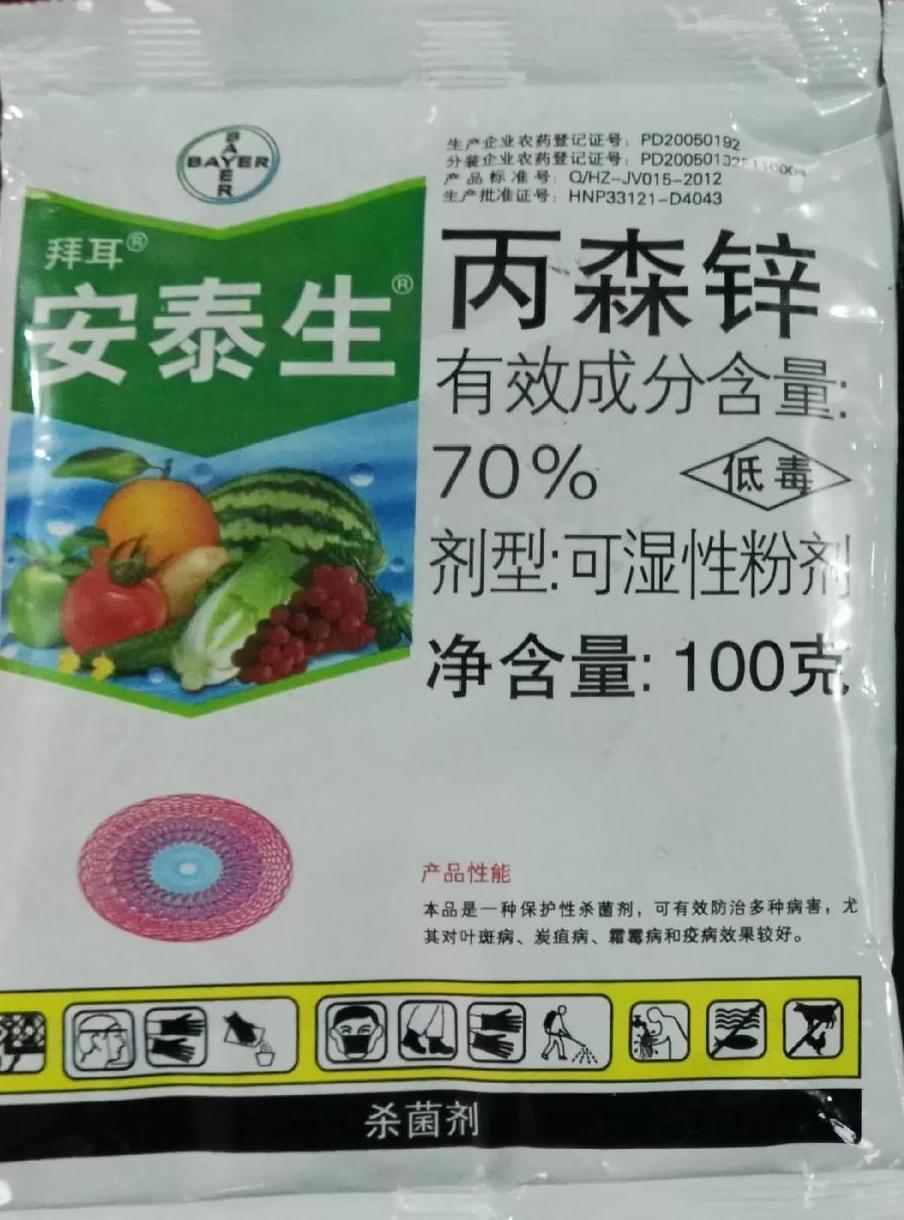 BAYER
BAYER
拜耳®
安泰生®
生产企业农药登记证号：PD20050192
分装企业农药登记证号：
产品标准号：Q/HZ-JV015-2012
生产批准证号：HNP33121-D4043
丙森锌
有效成分含量:
70%
低毒
剂型:可湿性粉剂
净含量:100克
产品性能
本品是一种保护性杀菌剂，可有效防治多种病害，尤
其对叶斑病、炭疽病、霜霉病和疫病效果较好。
杀菌剂